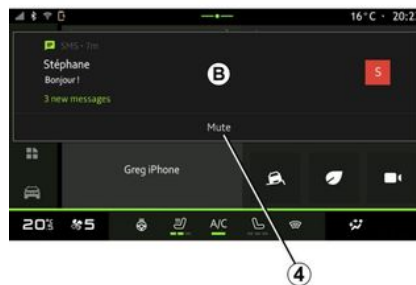 16°C · 20:2
SMS · 7m
Stéphane
Bonjour !
3 new messages
B
S
Mute
Greg iPhone
20°5
5
A/C
4